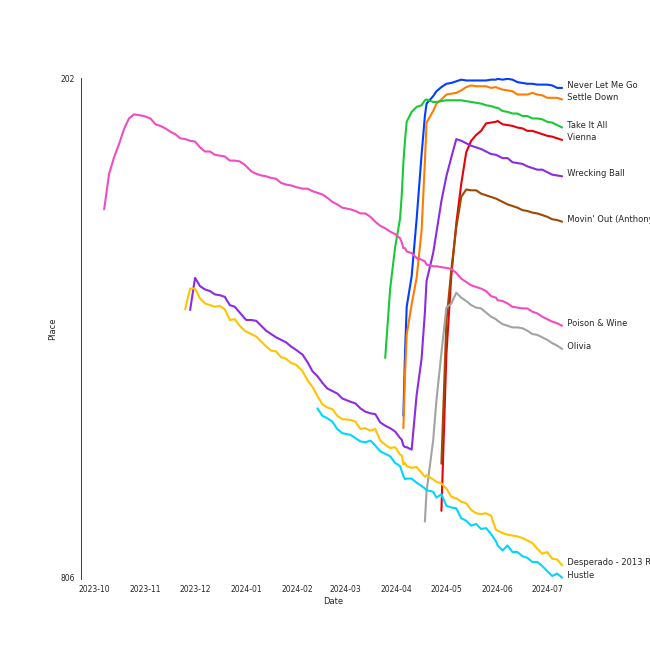 202
Never Let Me Go
Settle Down
Take It All
Vienna
Wrecking Ball
Movin' Out (Anthony
Place
Poison & Wine
Olivia
Desperado - 2013 R
Hustle
806
2023-10 2023-11 2023-12 2024-01 2024-02 2024-03 2024-04 2024-05 2024-06 2024-07
Date